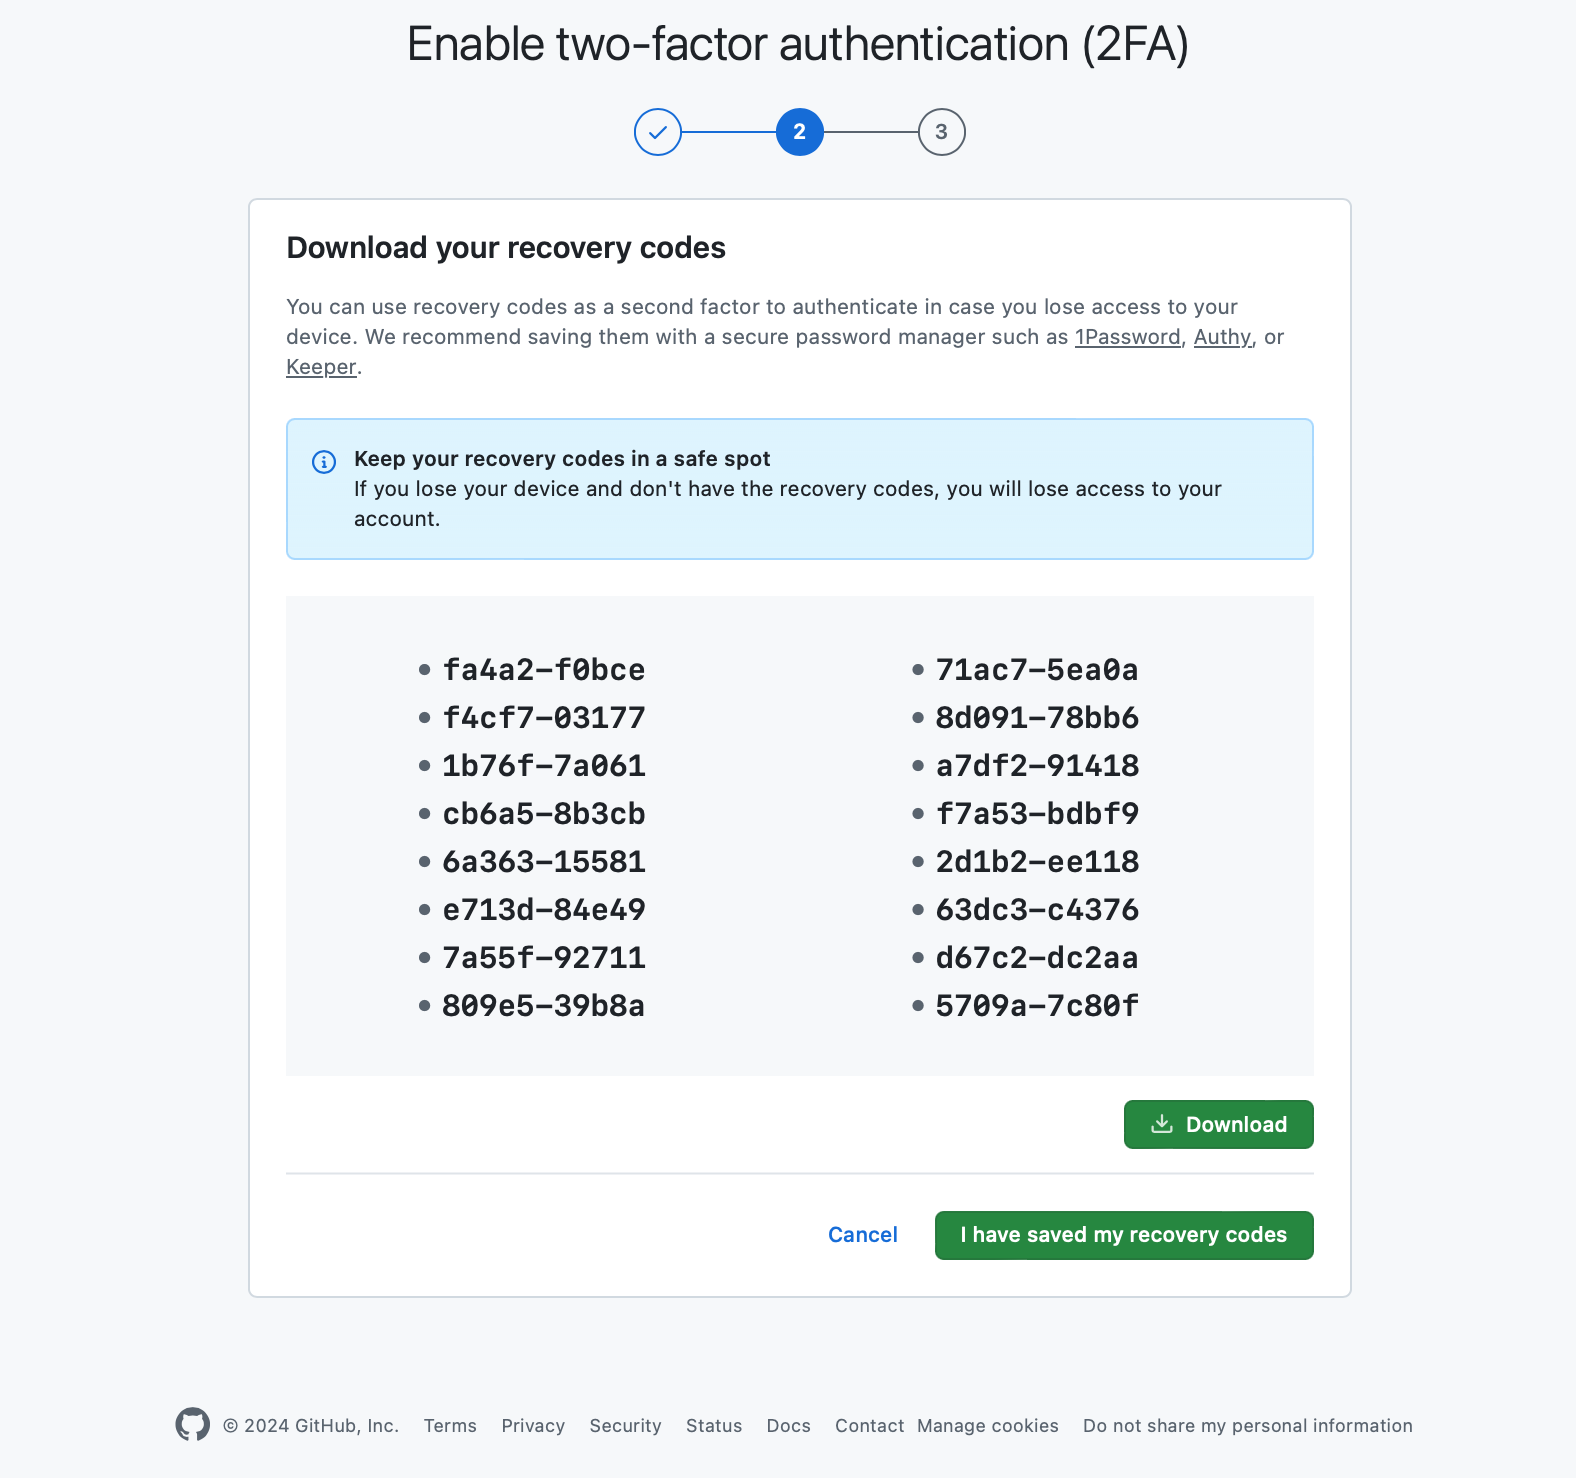 Enable two-factor authentication (2FA)
2
3
Download your recovery codes
You can use recovery codes as a second factor to authenticate in case you lose access to your
device. We recommend saving them with a secure password manager such as 1Password, Authy, or
Keeper.
Keep your recovery codes in a safe spot
If you lose your device and don't have the recovery codes, you will lose access to your
account.
fa4a2-f0bce
f4cf7-03177
1b76f-7a061
cb6a5-8b3cb
6a363-15581
e713d-84e49
7a55f-92711
809e5-39b8a
71ac7-5ea0a
8d091-78bb6
a7df2-91418
f7a53-bdbf9
2d1b2-ee118
63dc3-c4376
d67c2-dc2aa
5709a-7c80f
Download
Cancel
I have saved my recovery codes
© 2024 GitHub, Inc. Terms Privacy Security Status Docs Contact Manage cookies Do not share my personal information